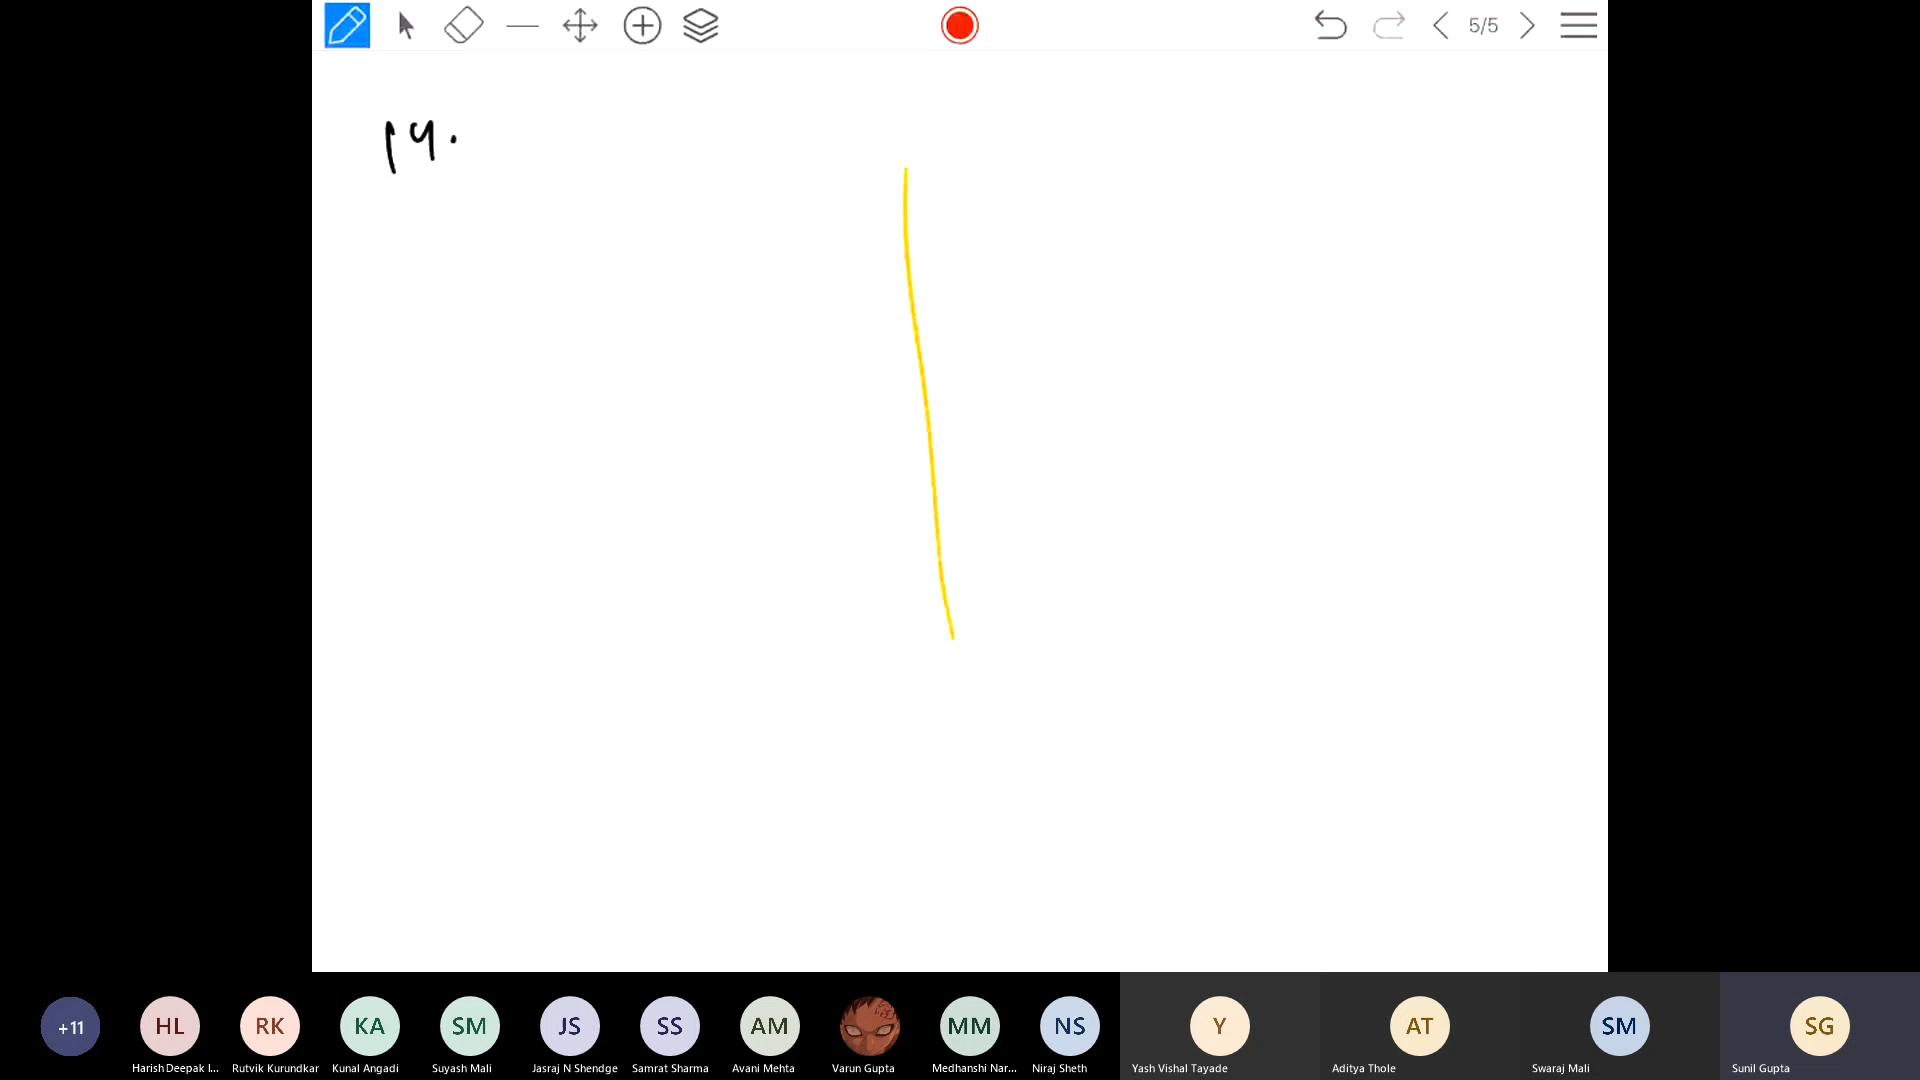 5/5
14.
+11
HL
RK
KA
SM
JS
SS
AM
MM
NS
Y
AT
SM
SG
Harish Deepak I...
Rutvik Kurundkar
Kunal Angadi
Suyash Mali
Jasraj N Shendge
Samrat Sharma
Avani Mehta
Varun Gupta
Medhanshi Nar...
Niraj Sheth
Yash Vishal Tayade
Aditya Thole
Swaraj Mali
Sunil Gupta